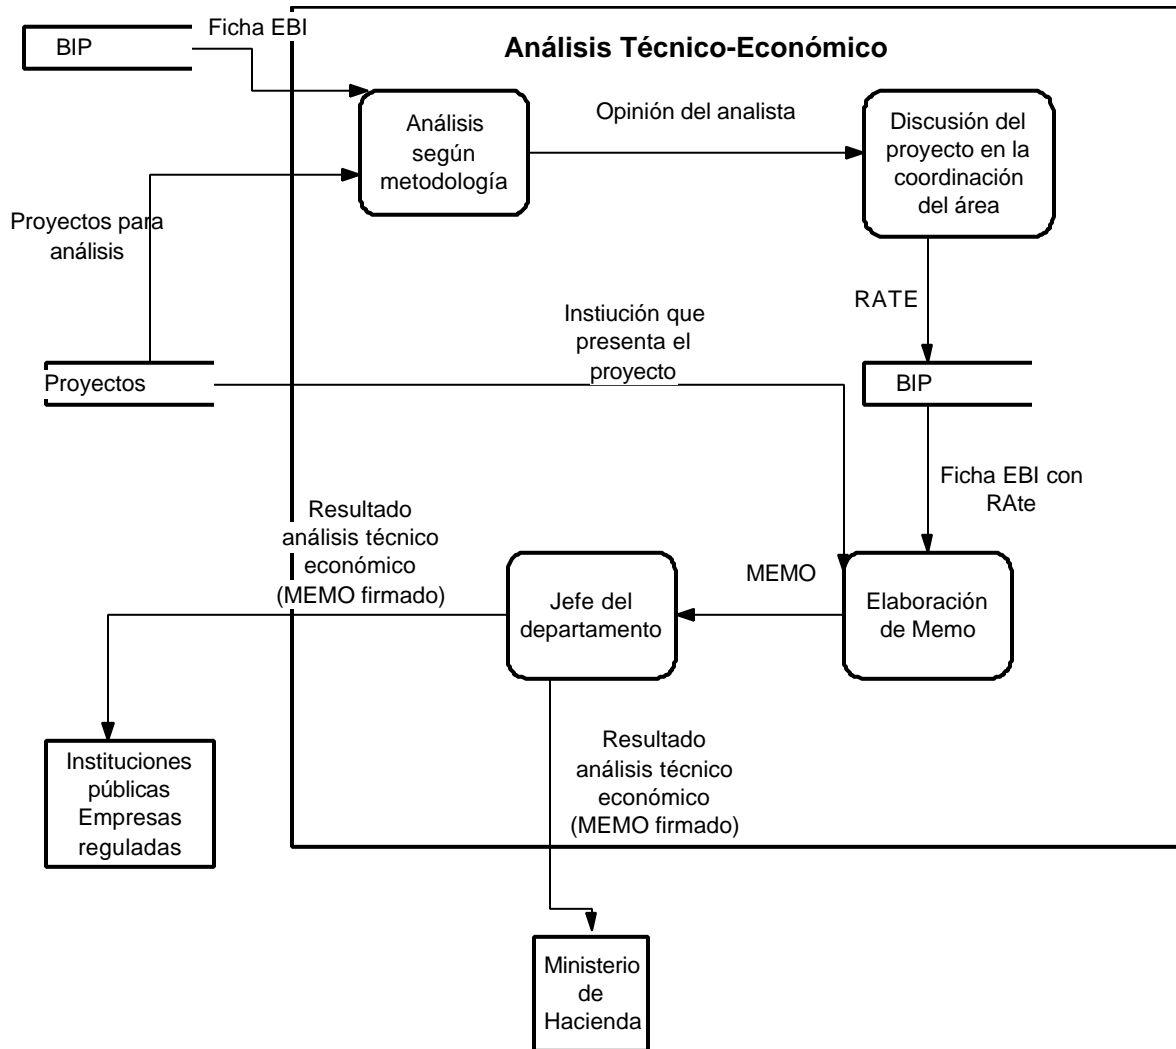 Ficha EBI
BIP
Análisis Técnico-Económico
Análisis
según
metodología
Opinión del analista
Discusión del
proyecto en la
coordinación
del área
Proyectos para
análisis
RATE
Instiución que
presenta el
proyecto
Proyectos
BIP
Ficha EBI con
RAte
Resultado
análisis técnico
económico
(MEMO firmado)
MEMO
Jefe del
departamento
Elaboración
de Memo
Resultado
análisis técnico
económico
(MEMO firmado)
Instituciones
públicas
Empresas
reguladas
Ministerio
de
Hacienda